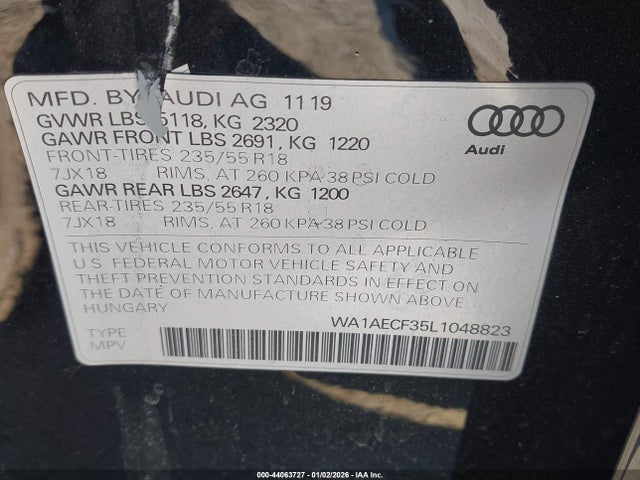 MFD. BY AUDI AG 11 19
GVWR LBS 5118, KG 2320
GAWR FRONT LBS 2691, KG 1220
FRONT-TIRES 235/55 R18
7JX18 RIMS, AT 260 KPA 38 PSI COLD
GAWR REAR LBS 2647, KG 1200
REAR-TIRES 235/55 R18
7JX18 RIMS, AT 260 KPA 38 PSI COLD
THIS VEHICLE CONFORMS TO ALL APPLICABLE
U.S. FEDERAL MOTOR VEHICLE SAFETY AND
THEFT PREVENTION STANDARDS IN EFFECT ON
THE DATE OF MANUFACTURE SHOWN ABOVE.
HUNGARY
Audi
WA1AECF35L1048823
TYPE
MPV
000-44063727 - 01/02/2026 - IAA Inc.